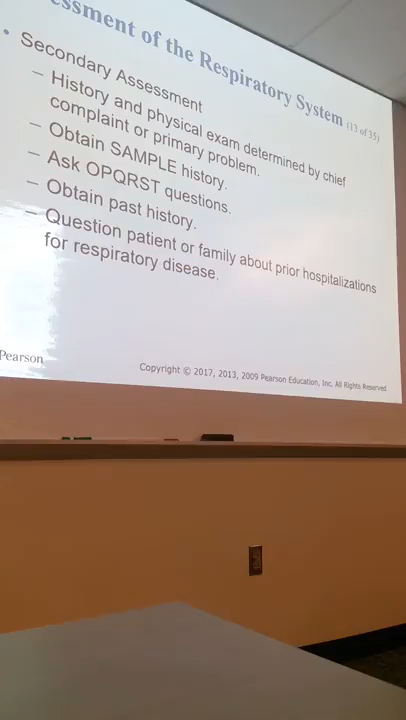 ssment of the Respiratory System (13 of 35)
• Secondary Assessment
– History and physical exam determined by chief
complaint or primary problem.
– Obtain SAMPLE history.
– Ask OPQRST questions.
– Obtain past history.
– Question patient or family about prior hospitalizations
for respiratory disease.
Pearson
Copyright © 2017, 2013, 2009 Pearson Education, Inc. All Rights Reserved